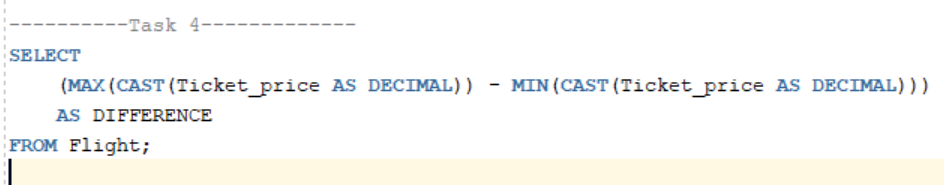 ----------Task 4-------------
SELECT
(MAX(CAST(Ticket_price AS DECIMAL)) - MIN(CAST(Ticket_price AS DECIMAL)))
AS DIFFERENCE
FROM Flight;